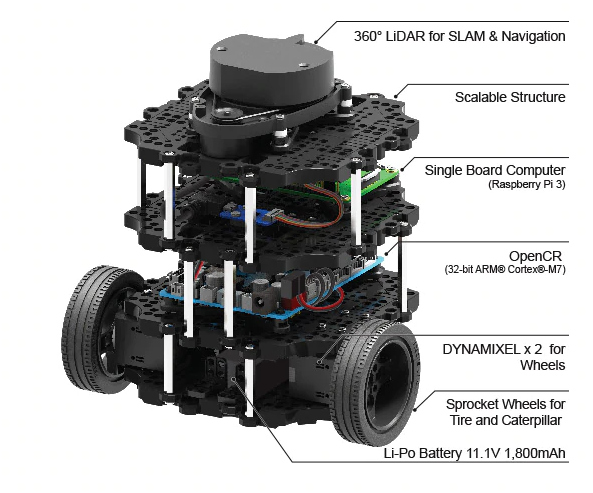 360° LiDAR for SLAM & Navigation
Scalable Structure
Single Board Computer
(Raspberry Pi 3)
OpenCR
(32-bit ARM® Cortex®-M7)
DYNAMIXEL x 2 for
Wheels
Sprocket Wheels for
Tire and Caterpillar
Li-Po Battery 11.1V 1,800mAh